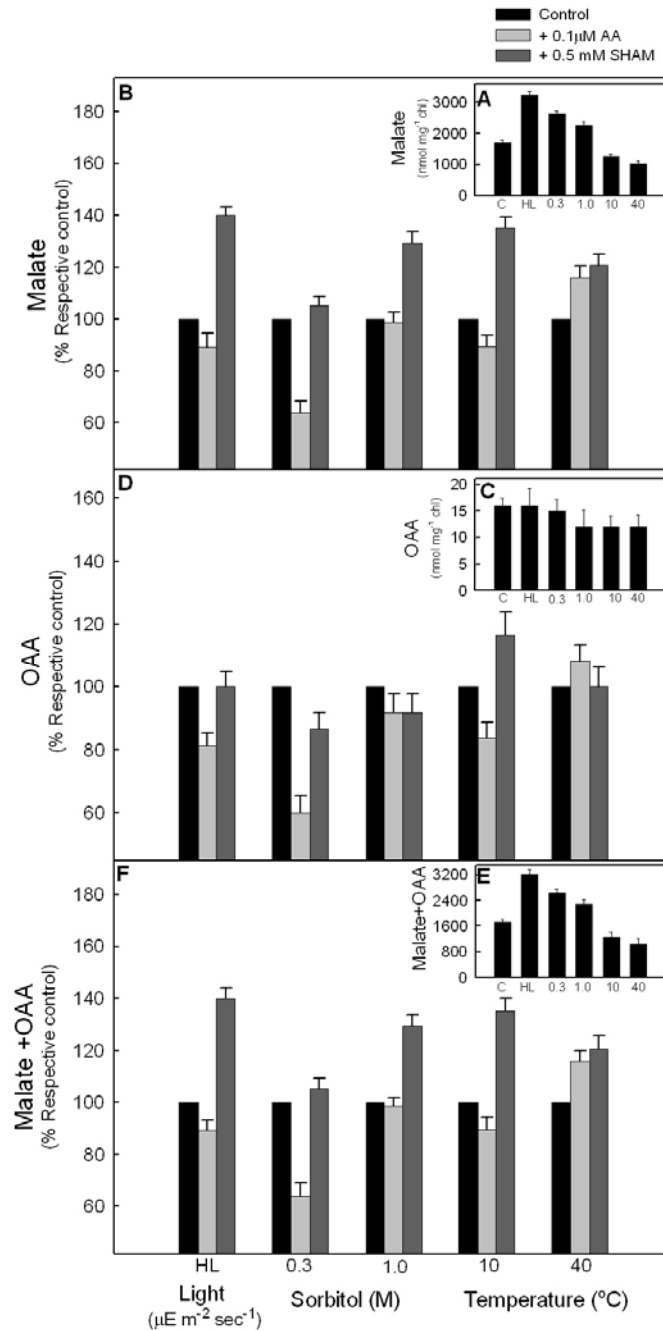 Control
+ 0.1μM AA
+ 0.5 mM SHAM
B
180
160
140
120
100
80
60
Malate
(% Respective control)
A
3000
2000
1000
0
Malate
(nmol mg⁻¹ chl)
C HL 0.3 1.0 10 40
D
160
140
120
100
80
60
OAA
(% Respective control)
C
20
15
10
5
0
OAA
(nmol mg⁻¹ chl)
C HL 0.3 1.0 10 40
F
180
160
140
120
100
80
60
Malate +OAA
(% Respective control)
E
3200
2400
1600
800
0
Malate+OAA
C HL 0.3 1.0 10 40
HL 0.3 1.0 10 40
Light Sorbitol (M) Temperature (°C)
(μE m⁻² sec⁻¹)